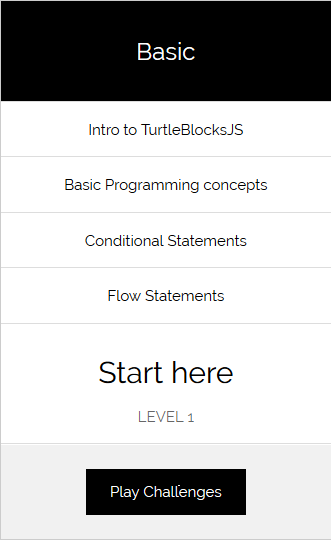 Basic
Intro to TurtleBlocksJS
Basic Programming concepts
Conditional Statements
Flow Statements
Start here
LEVEL 1
Play Challenges